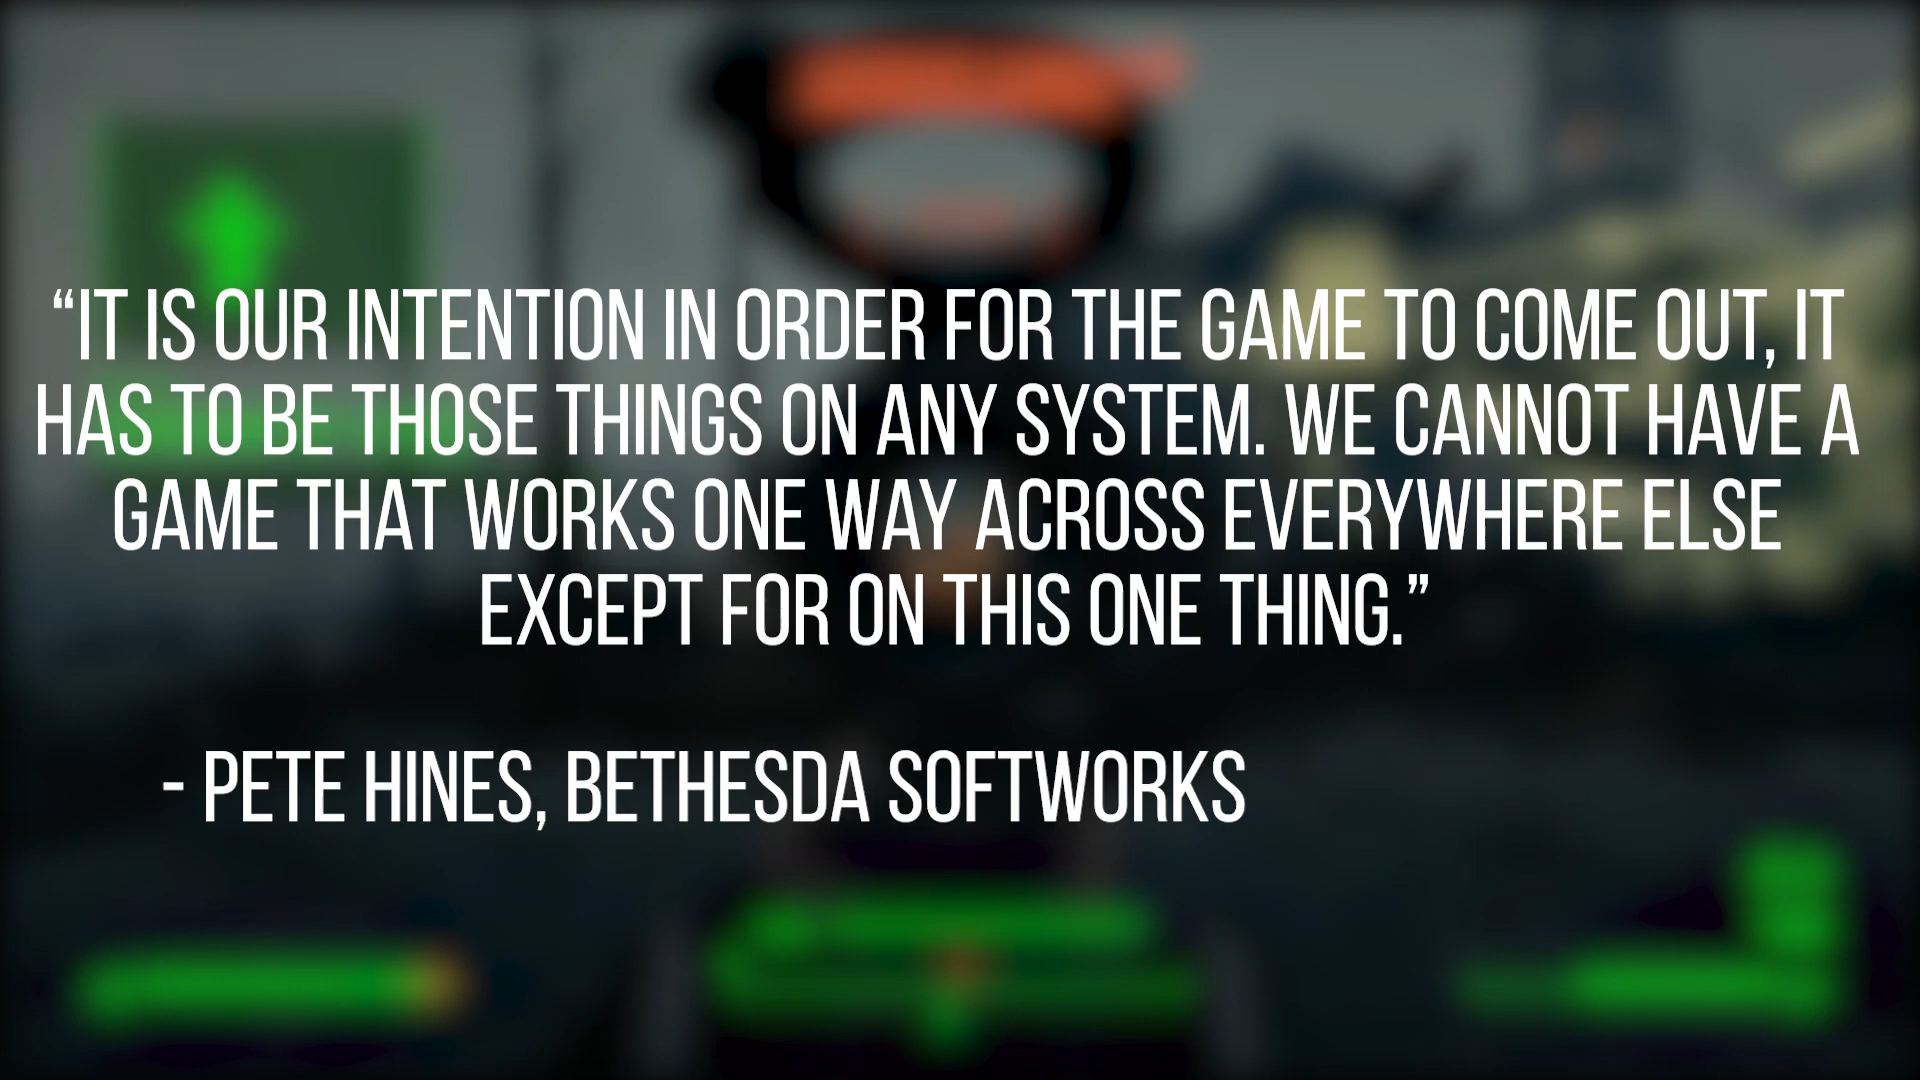 “IT IS OUR INTENTION IN ORDER FOR THE GAME TO COME OUT, IT
HAS TO BE THOSE THINGS ON ANY SYSTEM. WE CANNOT HAVE A
GAME THAT WORKS ONE WAY ACROSS EVERYWHERE ELSE
EXCEPT FOR ON THIS ONE THING.”
- PETE HINES, BETHESDA SOFTWORKS